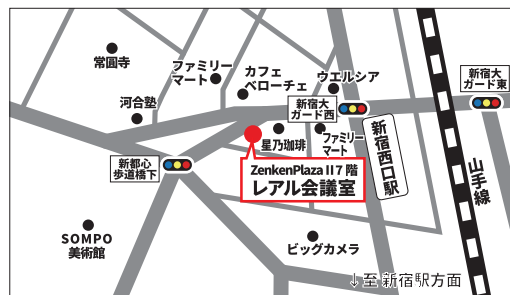 常圓寺
ファミリー
マート
カフェ
ベローチェ
ウエルシア
新宿大
ガード東
河合塾
新宿大
ガード西
星乃珈琲
ファミリー
マート
新宿西口駅
新都心
歩道橋下
ZenkenPlaza II 7 階
レアル会議室
山手線
SOMPO
美術館
ビッグカメラ
↓至 新宿駅方面